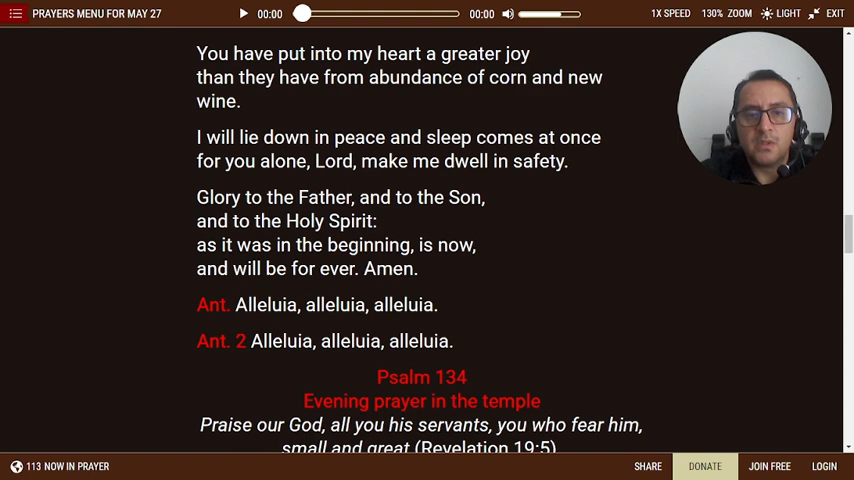 PRAYERS MENU FOR MAY 27
00:00
00:00
1X SPEED
130% ZOOM
LIGHT
EXIT
You have put into my heart a greater joy
than they have from abundance of corn and new
wine.
I will lie down in peace and sleep comes at once
for you alone, Lord, make me dwell in safety.
Glory to the Father, and to the Son,
and to the Holy Spirit:
as it was in the beginning, is now,
and will be for ever. Amen.
Ant. Alleluia, alleluia, alleluia.
Ant. 2 Alleluia, alleluia, alleluia.
Psalm 134
Evening prayer in the temple
Praise our God, all you his servants, you who fear him,
small and great (Revelation 19:5)
113 NOW IN PRAYER
SHARE
DONATE
JOIN FREE
LOGIN